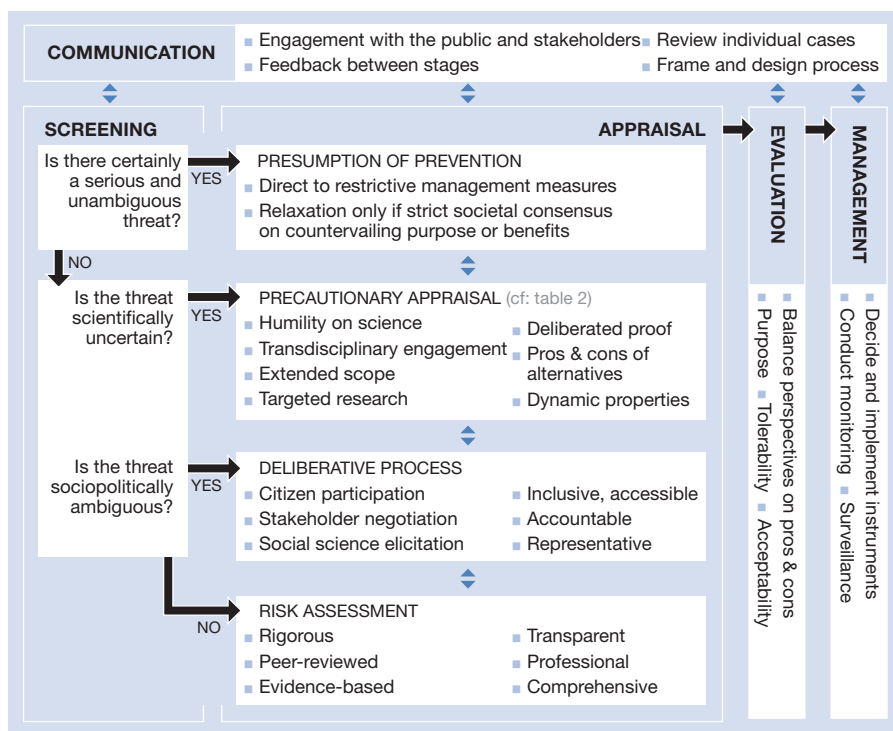 COMMUNICATION
Engagement with the public and stakeholders
Feedback between stages
Review individual cases
Frame and design process
SCREENING
Is there certainly
a serious and
unambiguous
threat?
YES
NO
Is the threat
scientifically
uncertain?
YES
Is the threat
sociopolitically
ambiguous?
YES
NO
APPRAISAL
PRESUMPTION OF PREVENTION
Direct to restrictive management measures
Relaxation only if strict societal consensus
on countervailing purpose or benefits
PRECAUTIONARY APPRAISAL (cf: table 2)
Humility on science
Transdisciplinary engagement
Extended scope
Targeted research
Deliberated proof
Pros & cons of
alternatives
Dynamic properties
DELIBERATIVE PROCESS
Citizen participation
Stakeholder negotiation
Social science elicitation
Inclusive, accessible
Accountable
Representative
RISK ASSESSMENT
Rigorous
Peer-reviewed
Evidence-based
Transparent
Professional
Comprehensive
EVALUATION
Balance perspectives on pros & cons
Purpose Tolerability Acceptability
MANAGEMENT
Decide and implement instruments
Conduct monitoring Surveillance